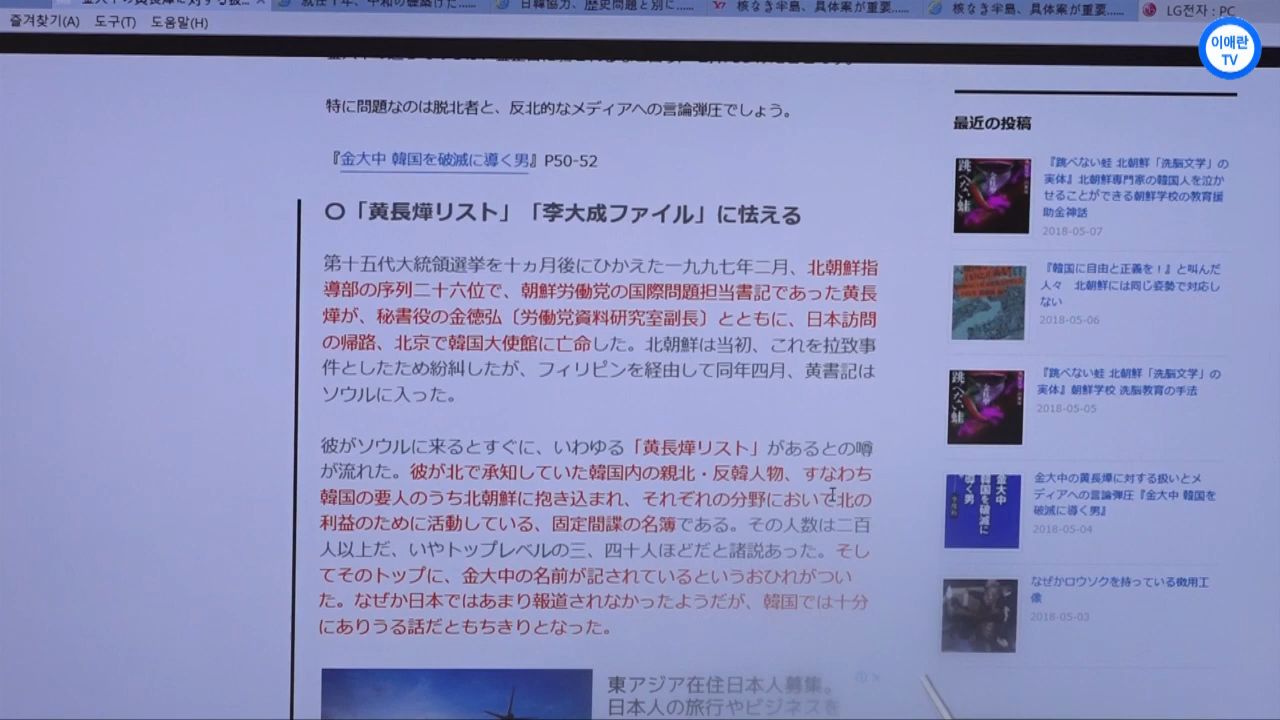 就任1年、中和の礎築けた......
日韓協力、歴史問題と別に......
核なき半島、具体案が重要......
核なき半島、具体案が重要......
LG전자 : PC
즐겨찾기(A) 도구(T) 도움말(H)
이애란
TV
特に問題なのは脱北者と、反北的なメディアへの言論弾圧でしょう。
『金大中 韓国を破滅に導く男』P50-52
〇「黄長燁リスト」「李大成ファイル」に怯える
第十五代大統領選挙を十ヵ月後にひかえた一九九七年二月、北朝鮮指
導部の序列二十六位で、朝鮮労働党の国際問題担当書記であった黄長
燁が、秘書役の金徳弘〔労働党資料研究室副長〕とともに、日本訪問
の帰路、北京で韓国大使館に亡命した。北朝鮮は当初、これを拉致事
件としたため紛糾したが、フィリピンを経由して同年四月、黄書記は
ソウルに入った。
彼がソウルに来るとすぐに、いわゆる「黄長燁リスト」があるとの噂
が流れた。彼が北で承知していた韓国内の親北・反韓人物、すなわち
韓国の要人のうち北朝鮮に抱き込まれ、それぞれの分野において北の
利益のために活動している、固定間諜の名簿である。その人数は二百
人以上だ、いやトップレベルの三、四十人ほどだと諸説あった。そし
てそのトップに、金大中の名前が記されているというおひれがつい
た。なぜか日本ではあまり報道されなかったようだが、韓国では十分
にありうる話だともちきりとなった。
東アジア在住日本人募集。
日本人の旅行やビジネスを
最近の投稿
『跳べない蛙 北朝鮮「洗脳文学」の
実体』北朝鮮専門家の韓国人を泣か
せることができる朝鮮学校の教育援
助金神話
2018-05-07
『韓国に自由と正義を！』と叫んだ
人々 北朝鮮には同じ姿勢で対応し
ない
2018-05-06
『跳べない蛙 北朝鮮「洗脳文学」の
実体』朝鮮学校 洗脳教育の手法
2018-05-05
金大中の黄長燁に対する扱いとメ
ディアへの言論弾圧『金大中 韓国を
破滅に導く男』
2018-05-04
なぜかロウソクを持っている徴用工
像
2018-05-03
跳べない蛙
跳べない蛙
金大中
韓国を破滅に
導く男